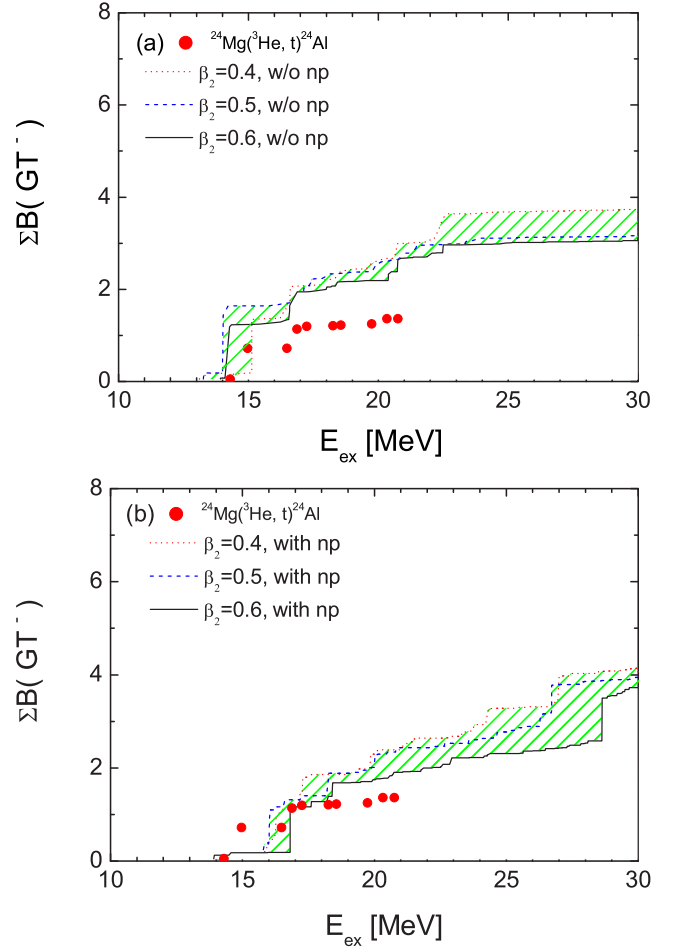 (a) ²⁴Mg(³He, t)²⁴Al
β₂=0.4, w/o np
β₂=0.5, w/o np
β₂=0.6, w/o np
ΣB( GT⁻ )
8
6
4
2
0
10 15 20 25 30
E_ex [MeV]
(b) ²⁴Mg(³He, t)²⁴Al
β₂=0.4, with np
β₂=0.5, with np
β₂=0.6, with np
ΣB( GT⁻ )
8
6
4
2
0
10 15 20 25 30
E_ex [MeV]